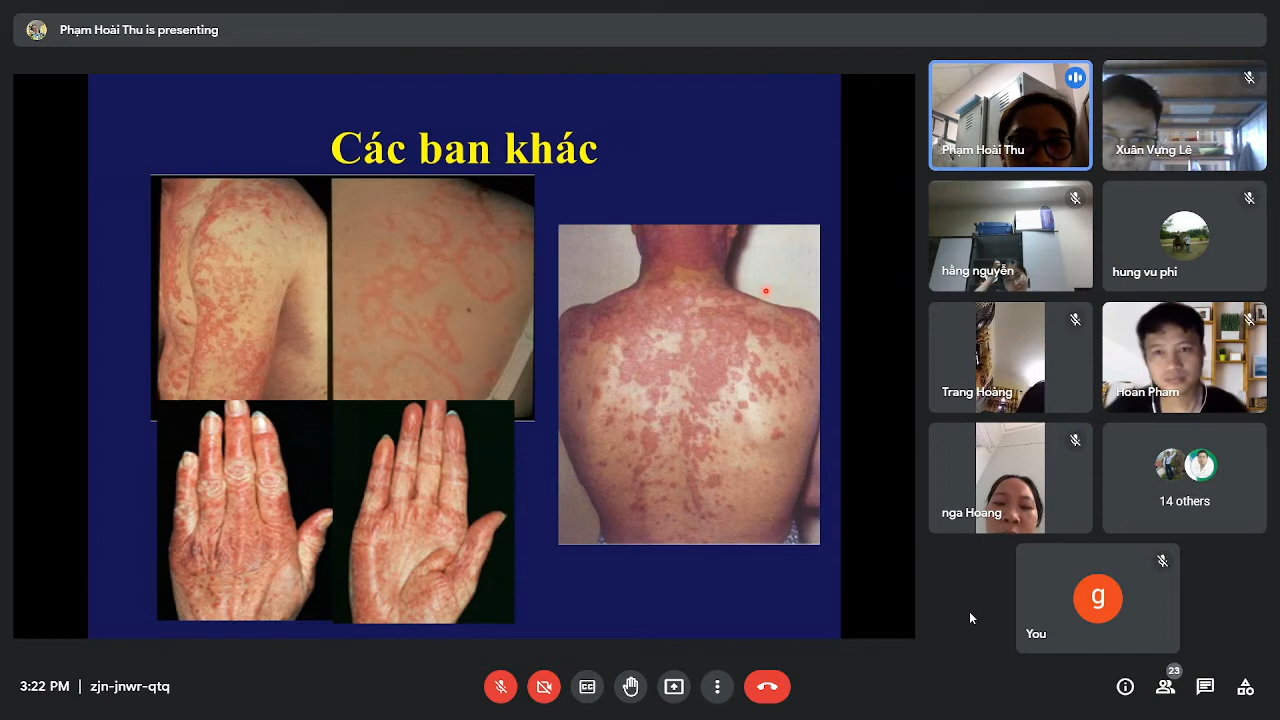 Phạm Hoài Thu is presenting
Các ban khác
Phạm Hoài Thu
Xuân Vựng Lê
hằng nguyễn
hung vu phi
Trang Hoàng
Hoan Pham
nga Hoang
14 others
g
You
3:22 PM | zjn-jnwr-qtq
CC
23